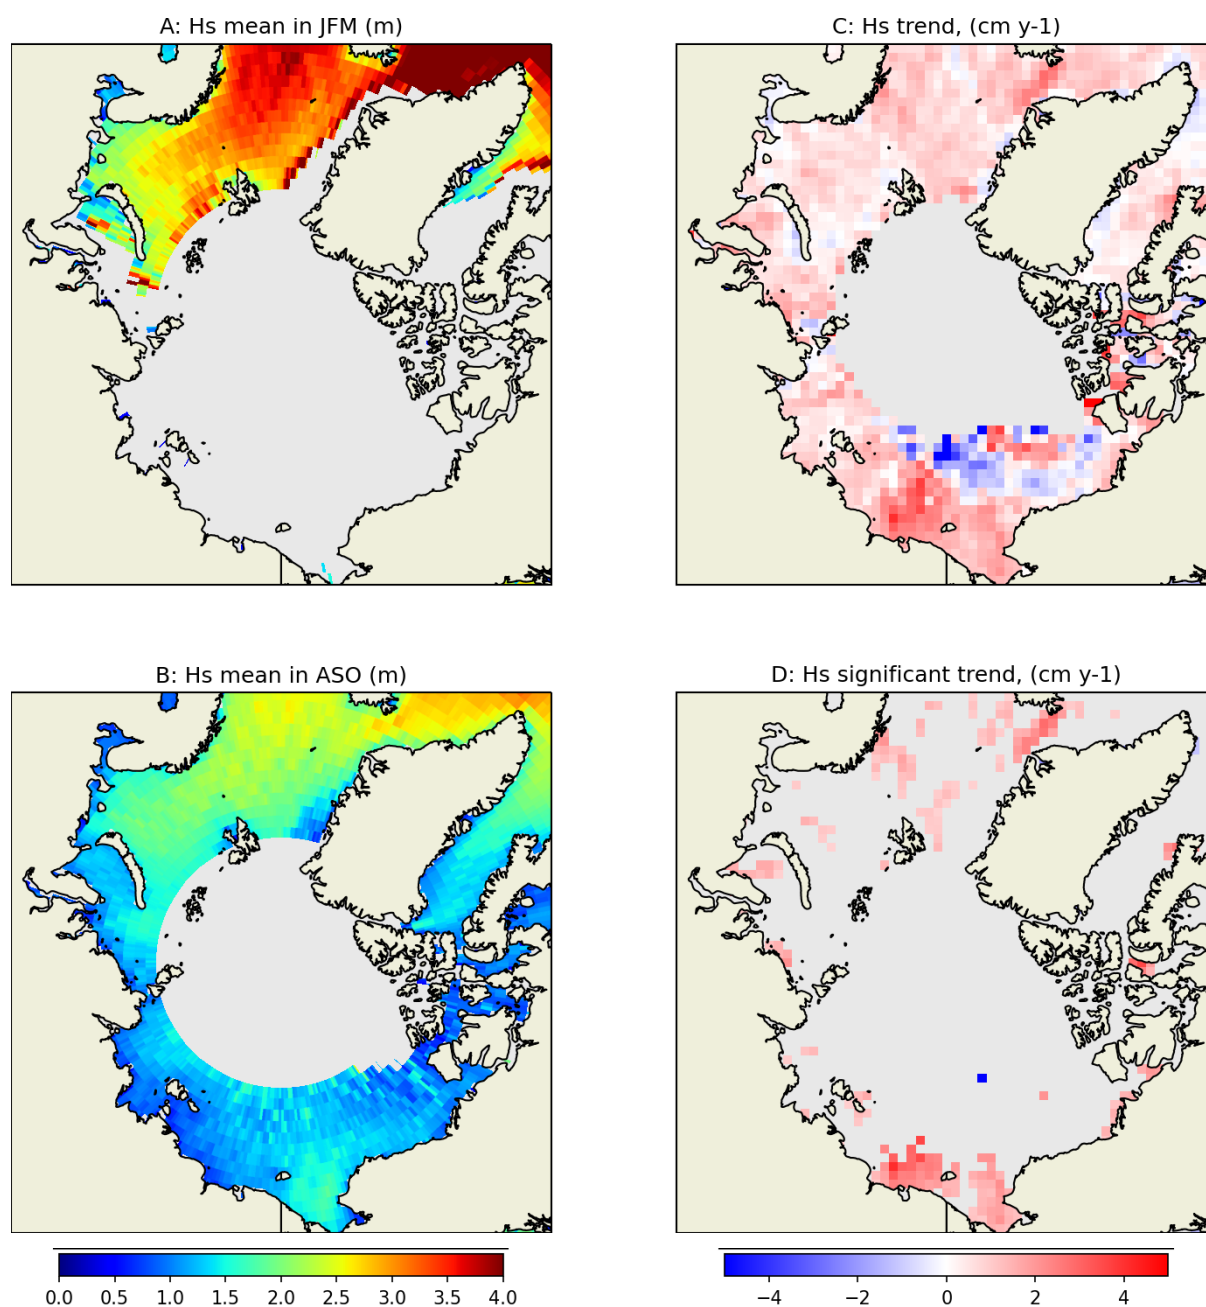 A: Hs mean in JFM (m)
C: Hs trend, (cm y-1)
B: Hs mean in ASO (m)
D: Hs significant trend, (cm y-1)
0.0 0.5 1.0 1.5 2.0 2.5 3.0 3.5 4.0
−4 −2 0 2 4